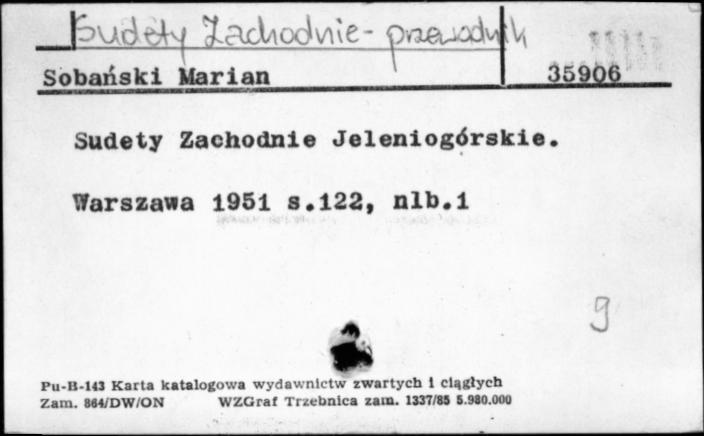 Sudety Zachodnie - przewodnik
Sobański Marian 35906
Sudety Zachodnie Jeleniogórskie.
Warszawa 1951 s.122, nlb.1
g
Pu-B-143 Karta katalogowa wydawnictw zwartych i ciągłych
Zam. 864/DW/ON WZGraf Trzebnica zam. 1337/85 5.980.000